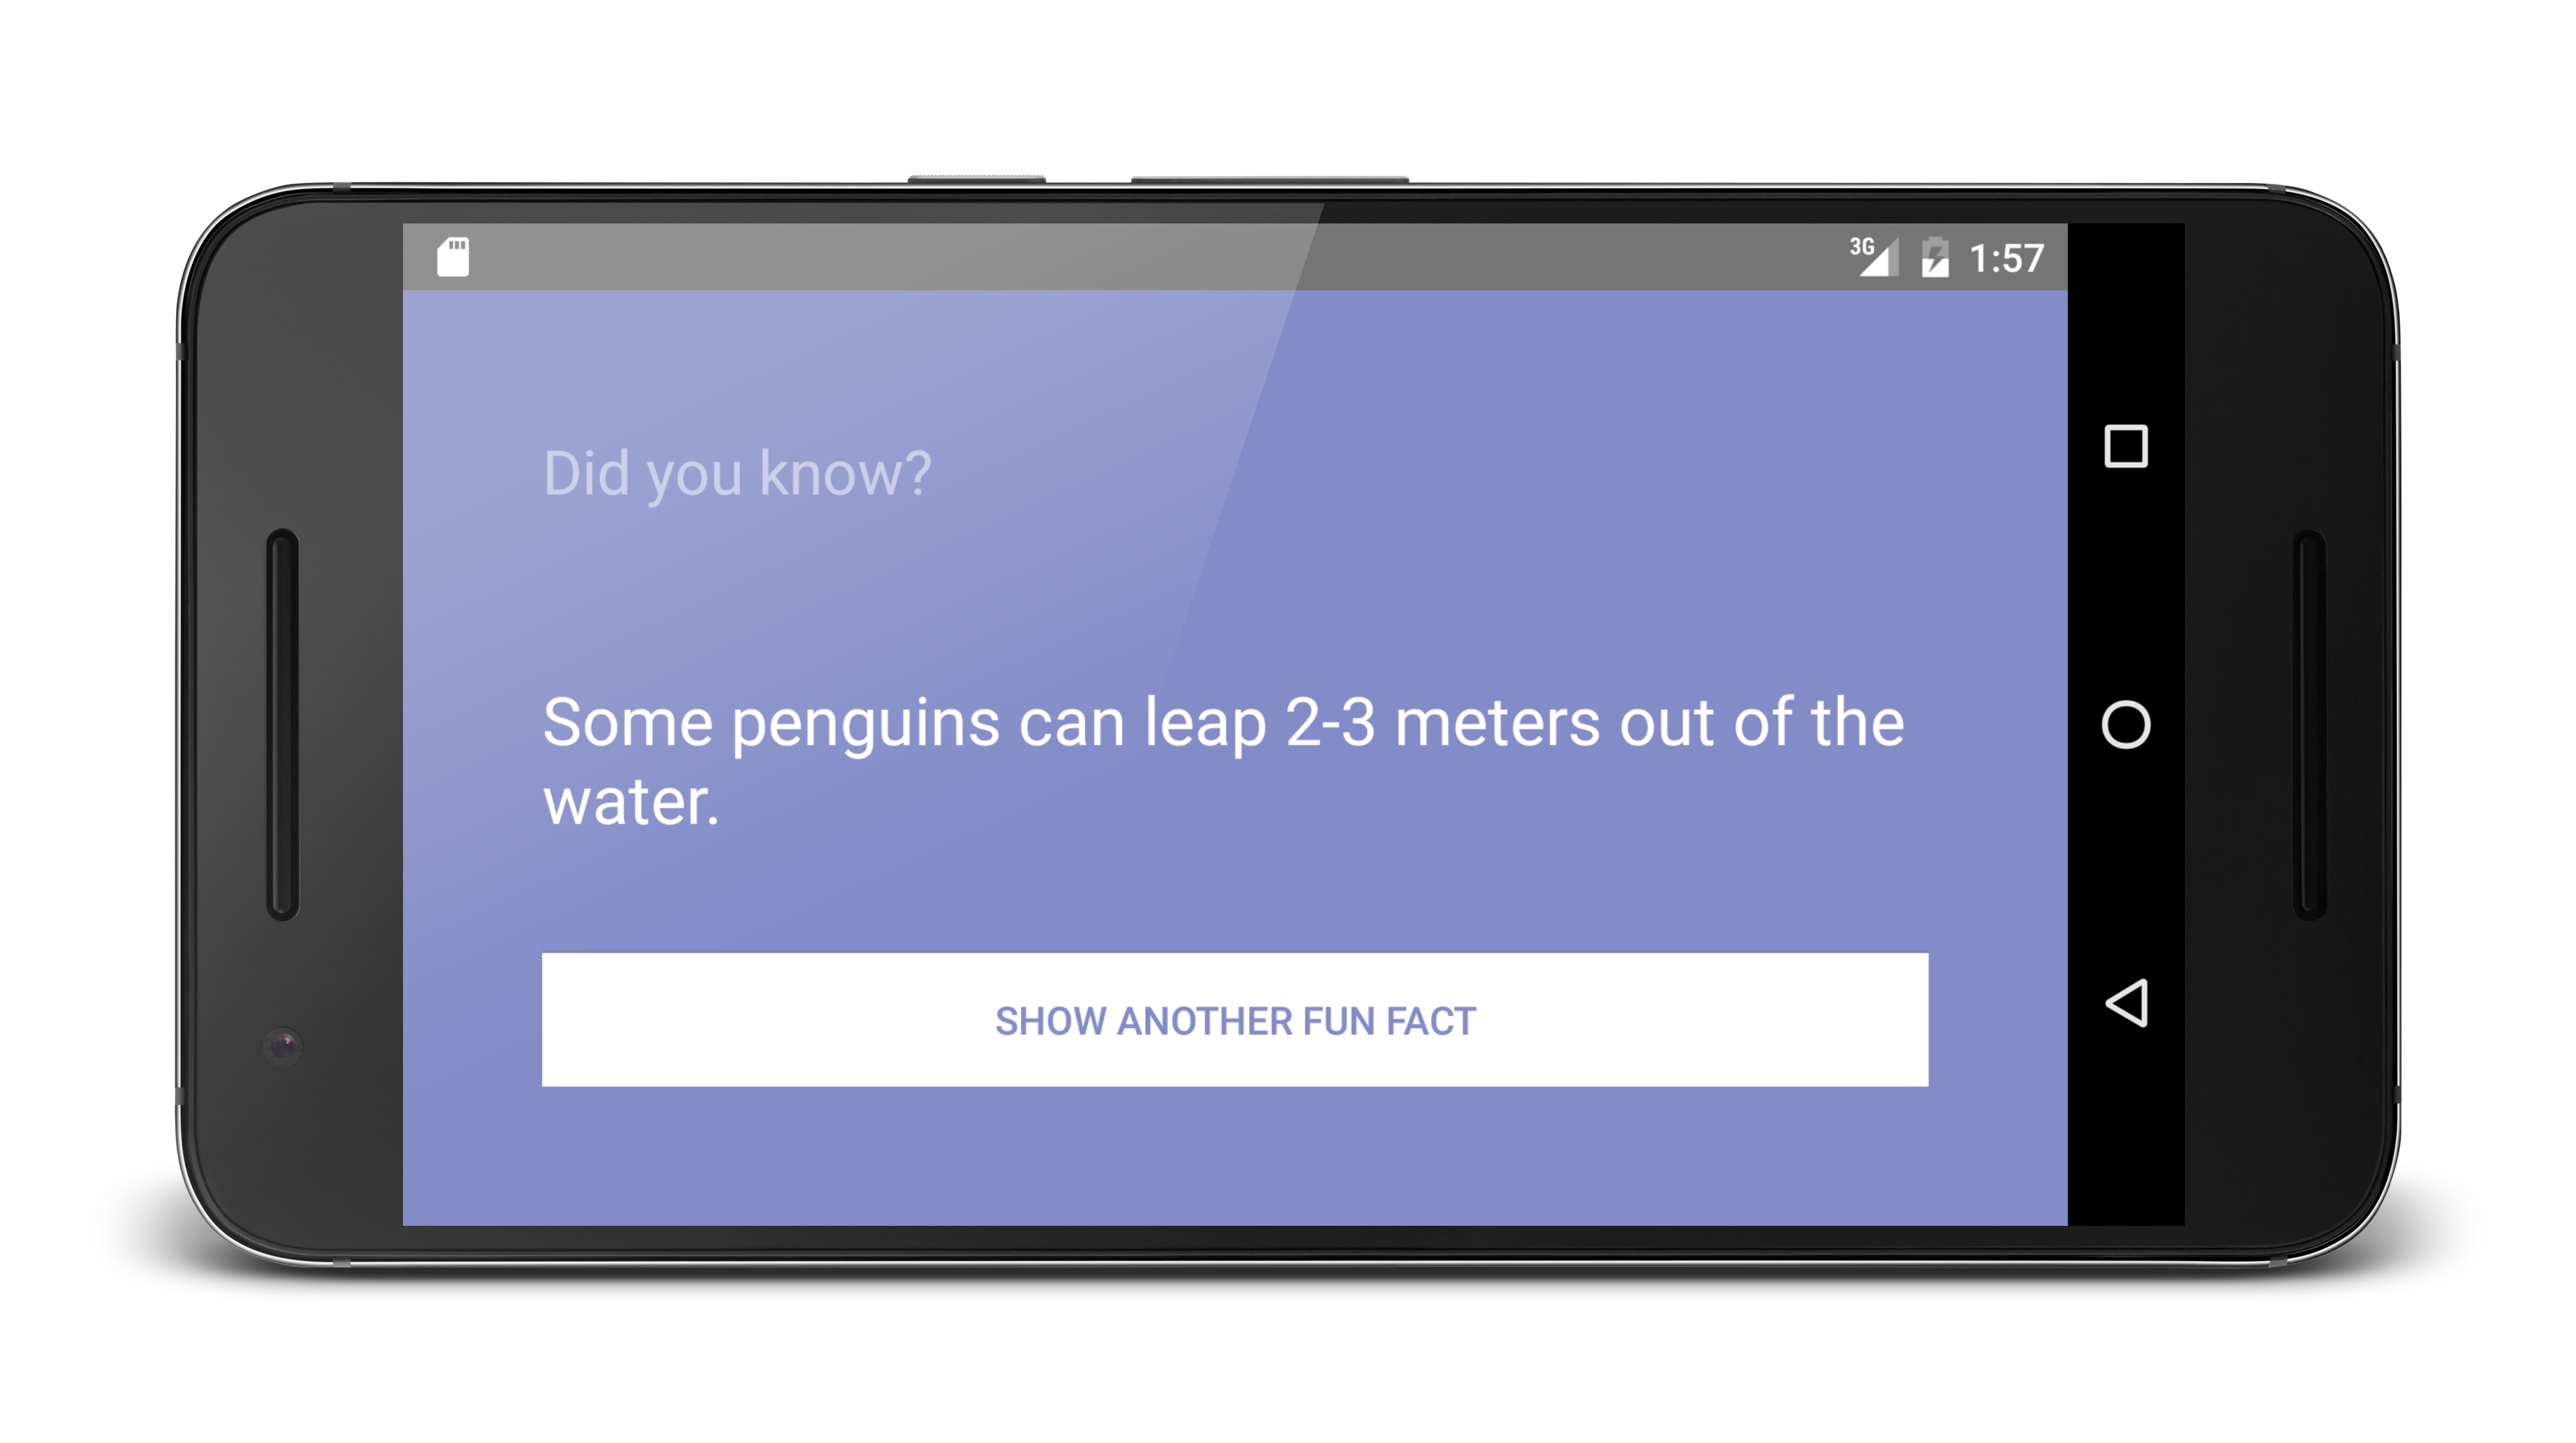 3G 1:57
Did you know?
Some penguins can leap 2-3 meters out of the
water.
SHOW ANOTHER FUN FACT